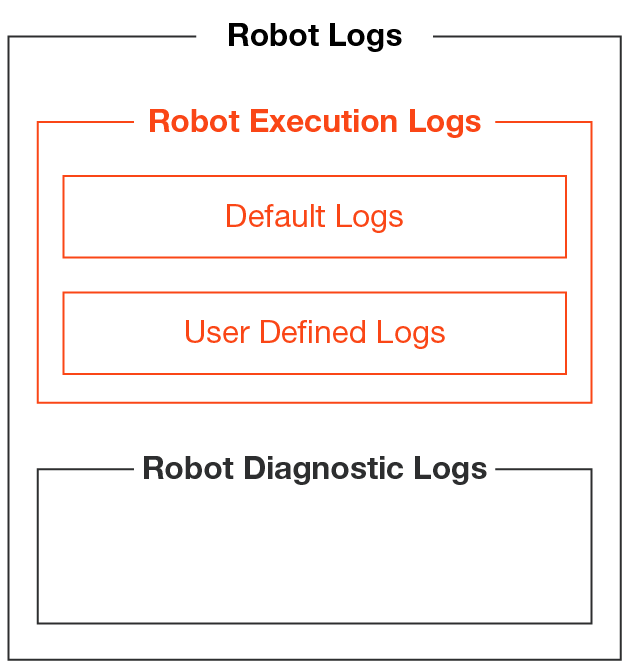 Robot Logs
Robot Execution Logs
Default Logs
User Defined Logs
Robot Diagnostic Logs